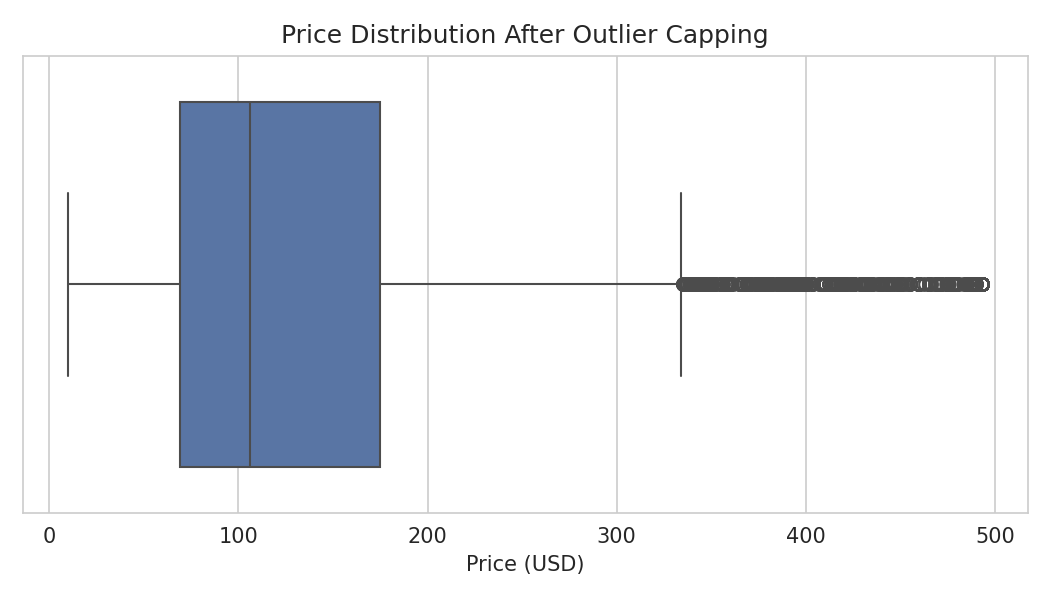 Price Distribution After Outlier Capping
0 100 200 300 400 500
Price (USD)